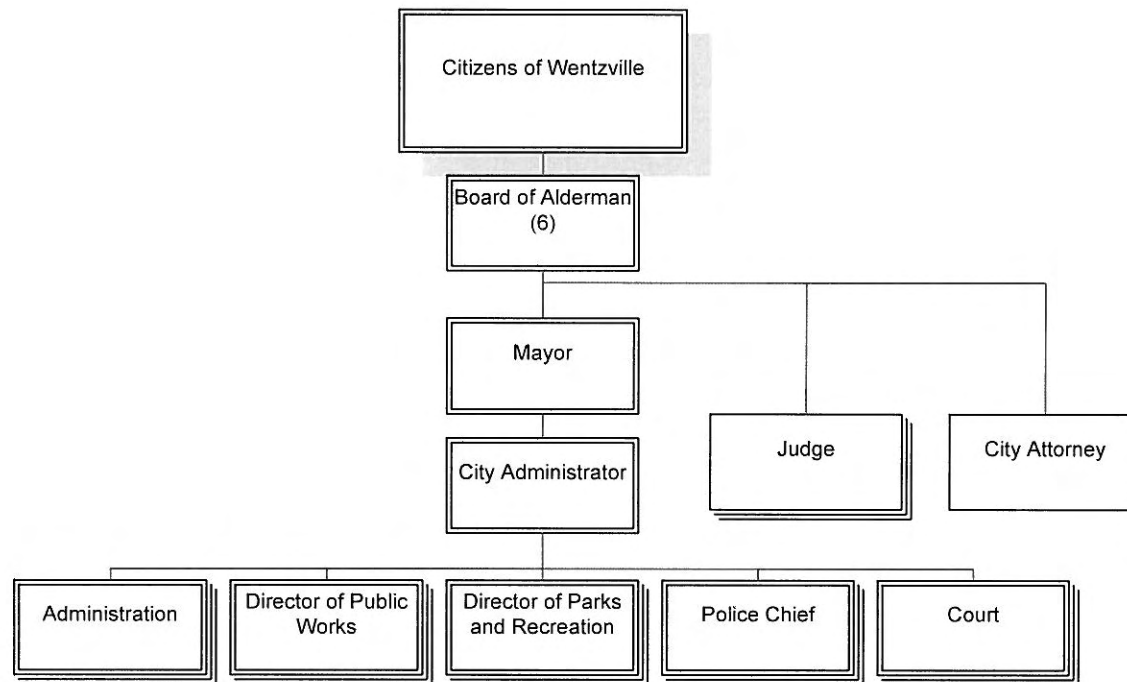 Citizens of Wentzville
Board of Alderman
(6)
Mayor
City Administrator
Judge
City Attorney
Administration
Director of Public
Works
Director of Parks
and Recreation
Police Chief
Court